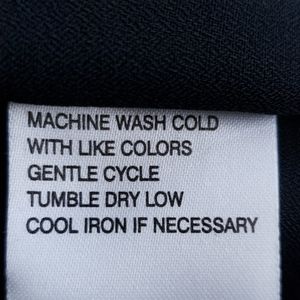 MACHINE WASH COLD
WITH LIKE COLORS
GENTLE CYCLE
TUMBLE DRY LOW
COOL IRON IF NECESSARY